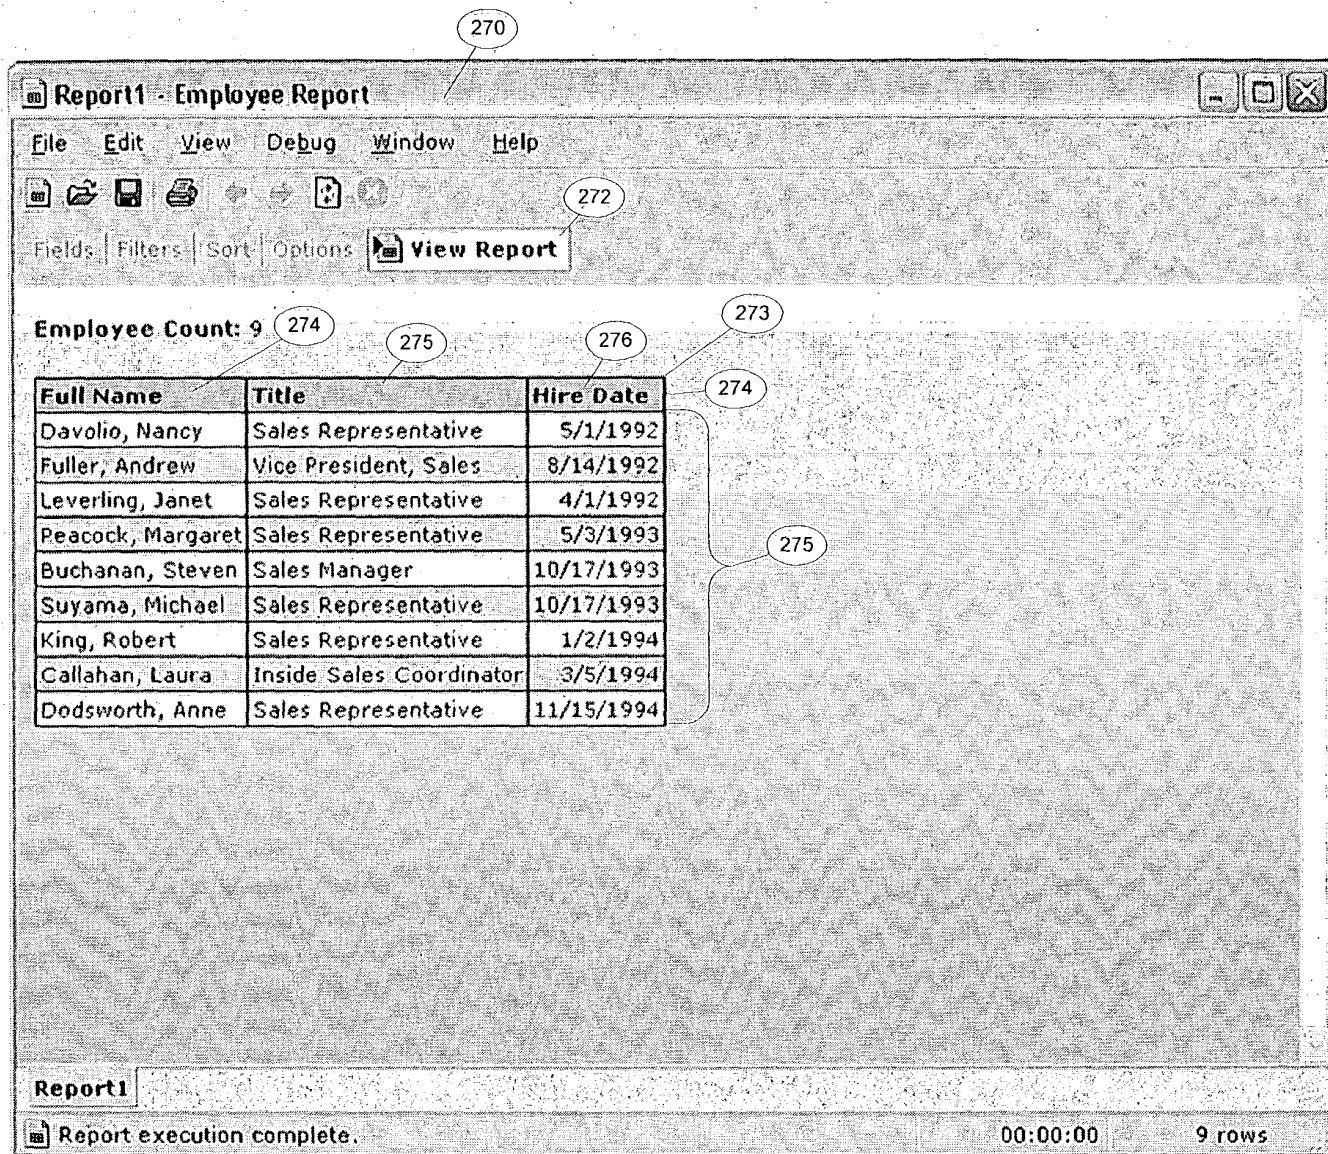 270
Report1 - Employee Report
File Edit View Debug Window Help
272
Fields Filters Sort Options View Report
Employee Count: 9
274
275
276
273
274
Full Name Title Hire Date
Davolio, Nancy Sales Representative 5/1/1992
Fuller, Andrew Vice President, Sales 8/14/1992
Leverling, Janet Sales Representative 4/1/1992
Peacock, Margaret Sales Representative 5/3/1993
Buchanan, Steven Sales Manager 10/17/1993
Suyama, Michael Sales Representative 10/17/1993
King, Robert Sales Representative 1/2/1994
Callahan, Laura Inside Sales Coordinator 3/5/1994
Dodsworth, Anne Sales Representative 11/15/1994
275
Report1
Report execution complete. 00:00:00 9 rows